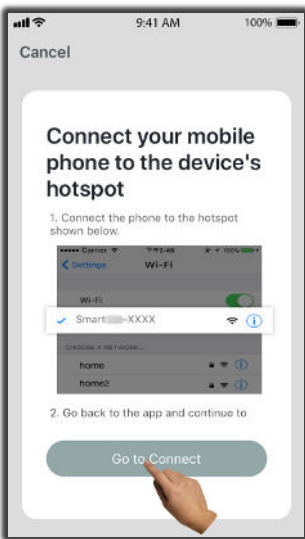 9:41 AM 100%
Cancel
Connect your mobile
phone to the device's
hotspot
1. Connect the phone to the hotspot
shown below.
Carrier 100%
Settings Wi-Fi
Wi-Fi
Smart -XXXX
CHOOSE A NETWORK...
home
home2
2. Go back to the app and continue to
Go to Connect